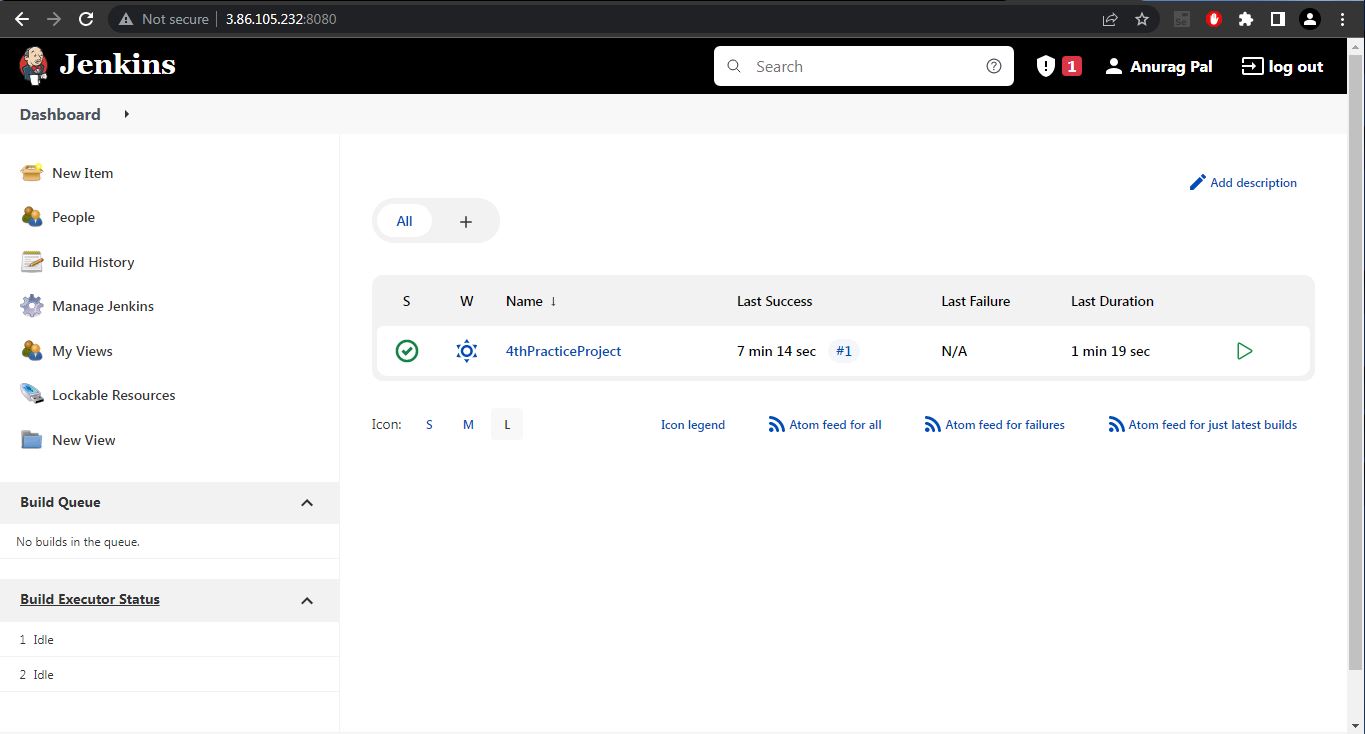 Not secure 3.86.105.232:8080
Jenkins Search 1 Anurag Pal log out
Dashboard
New Item
People
Build History
Manage Jenkins
My Views
Lockable Resources
New View
Build Queue
No builds in the queue.
Build Executor Status
1 Idle
2 Idle
Add description
All +
S W Name ↓ Last Success Last Failure Last Duration
4thPracticeProject 7 min 14 sec #1 N/A 1 min 19 sec
Icon: S M L Icon legend Atom feed for all Atom feed for failures Atom feed for just latest builds